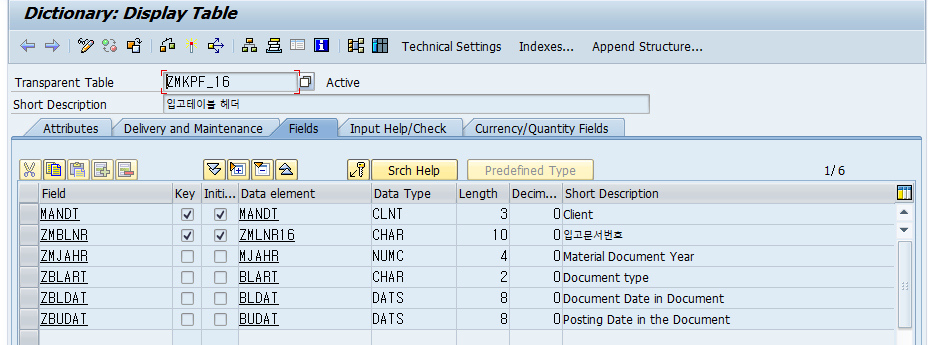 Dictionary: Display Table
Technical Settings Indexes... Append Structure...
Transparent Table ZMKPF_16 Active
Short Description 입고테이블 헤더
Attributes Delivery and Maintenance Fields Input Help/Check Currency/Quantity Fields
Srch Help Predefined Type 1/ 6
Field Key Initi... Data element Data Type Length Decim... Short Description
MANDT MANDT CLNT 3 0 Client
ZMBLNR ZMLNR16 CHAR 10 0 입고문서번호
ZMJAHR MJAHR NUMC 4 0 Material Document Year
ZBLART BLART CHAR 2 0 Document type
ZBLDAT BLDAT DATS 8 0 Document Date in Document
ZBUDAT BUDAT DATS 8 0 Posting Date in the Document